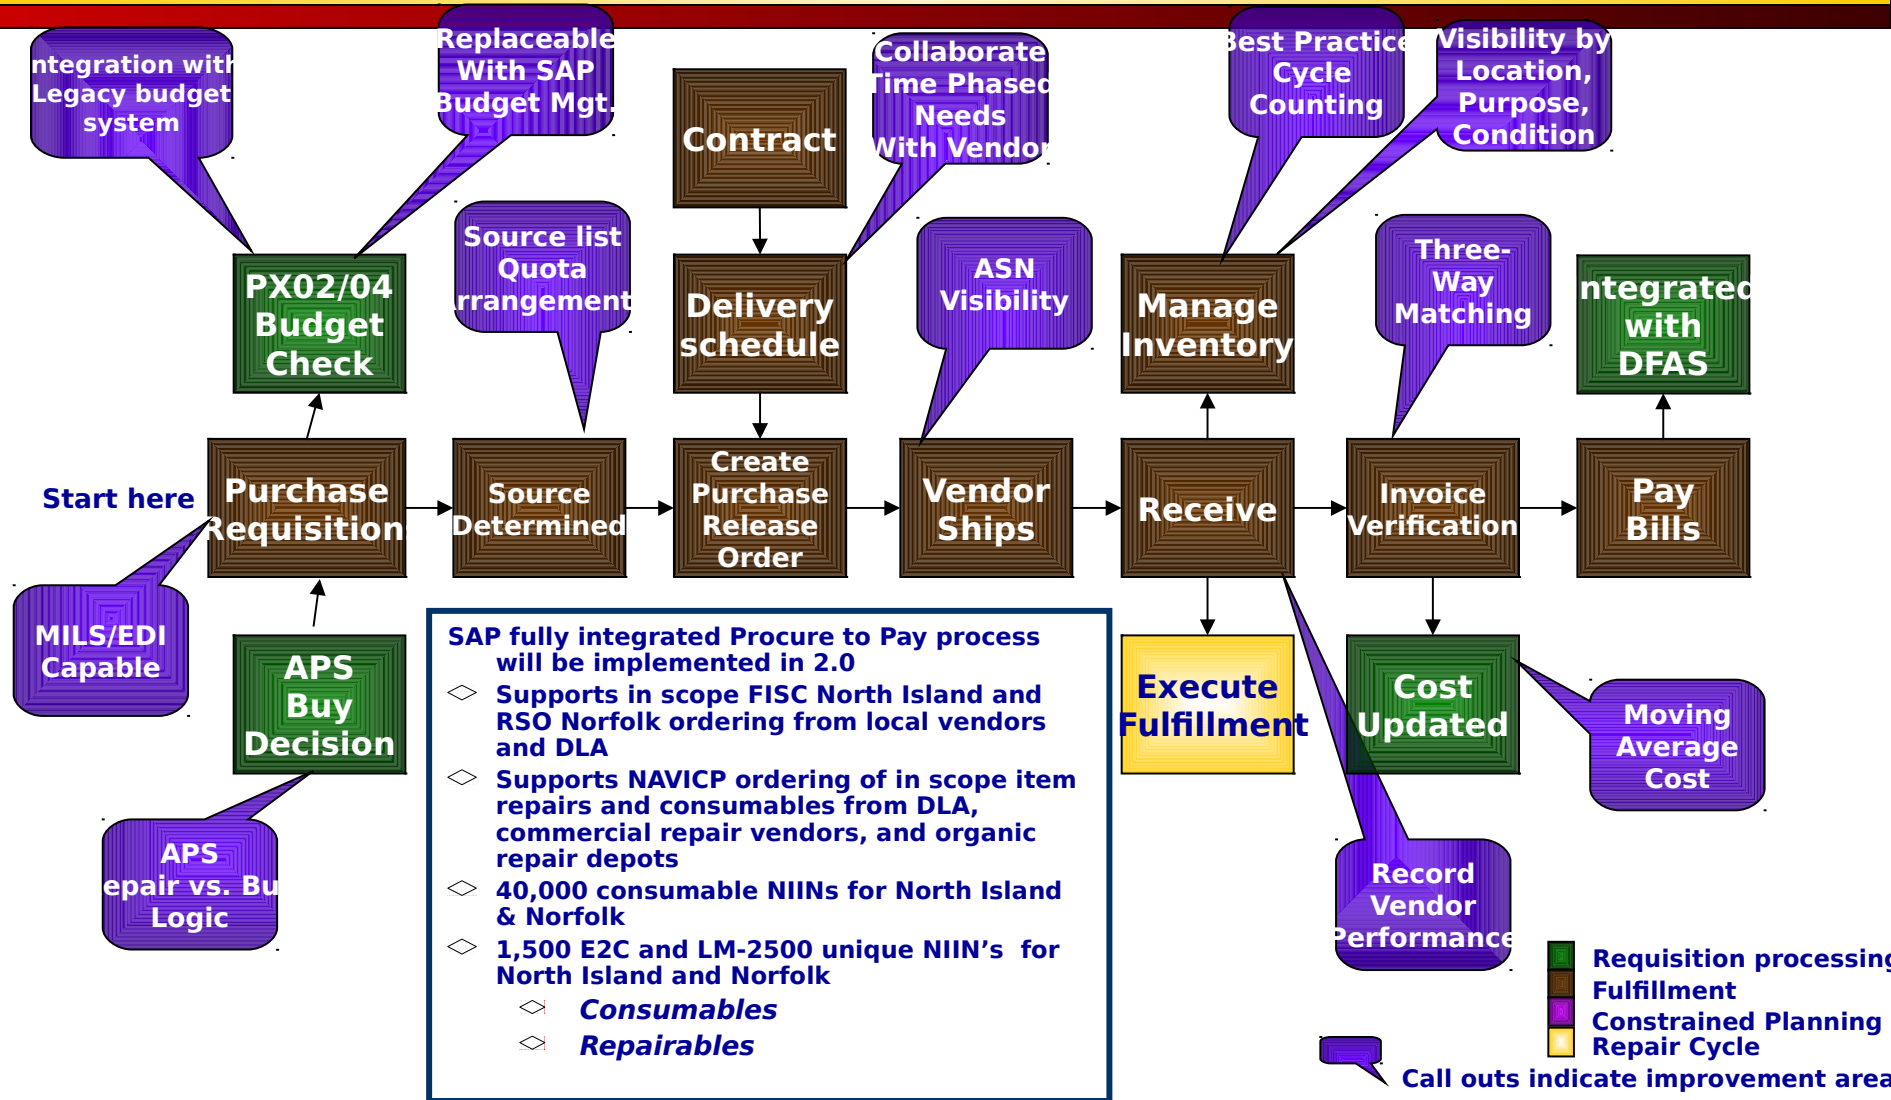 ntegration with
Legacy budget
system
Replaceable
With SAP
Budget Mgt.
Contract
Collaborate
Time Phased
Needs
With Vendor
Best Practice
Cycle
Counting
Visibility by
Location,
Purpose,
Condition
PX02/04
Budget
Check
Source list
Quota
rrangement
Delivery
schedule
ASN
Visibility
Manage
Inventory
Three-
Way
Matching
ntegrated
with
DFAS
Start here
Purchase
Requisition
Source
Determined
Create
Purchase
Release
Order
Vendor
Ships
Receive
Invoice
Verification
Pay
Bills
MILS/EDI
Capable
APS
Buy
Decision
APS
epair vs. Bu
Logic
SAP fully integrated Procure to Pay process
will be implemented in 2.0
Supports in scope FISC North Island and
RSO Norfolk ordering from local vendors
and DLA
Supports NAVICP ordering of in scope item
repairs and consumables from DLA,
commercial repair vendors, and organic
repair depots
40,000 consumable NIINs for North Island
& Norfolk
1,500 E2C and LM-2500 unique NIIN’s for
North Island and Norfolk
Consumables
Repairables
Execute
Fulfillment
Cost
Updated
Moving
Average
Cost
Record
Vendor
Performance
Requisition processing
Fulfillment
Constrained Planning
Repair Cycle
Call outs indicate improvement area